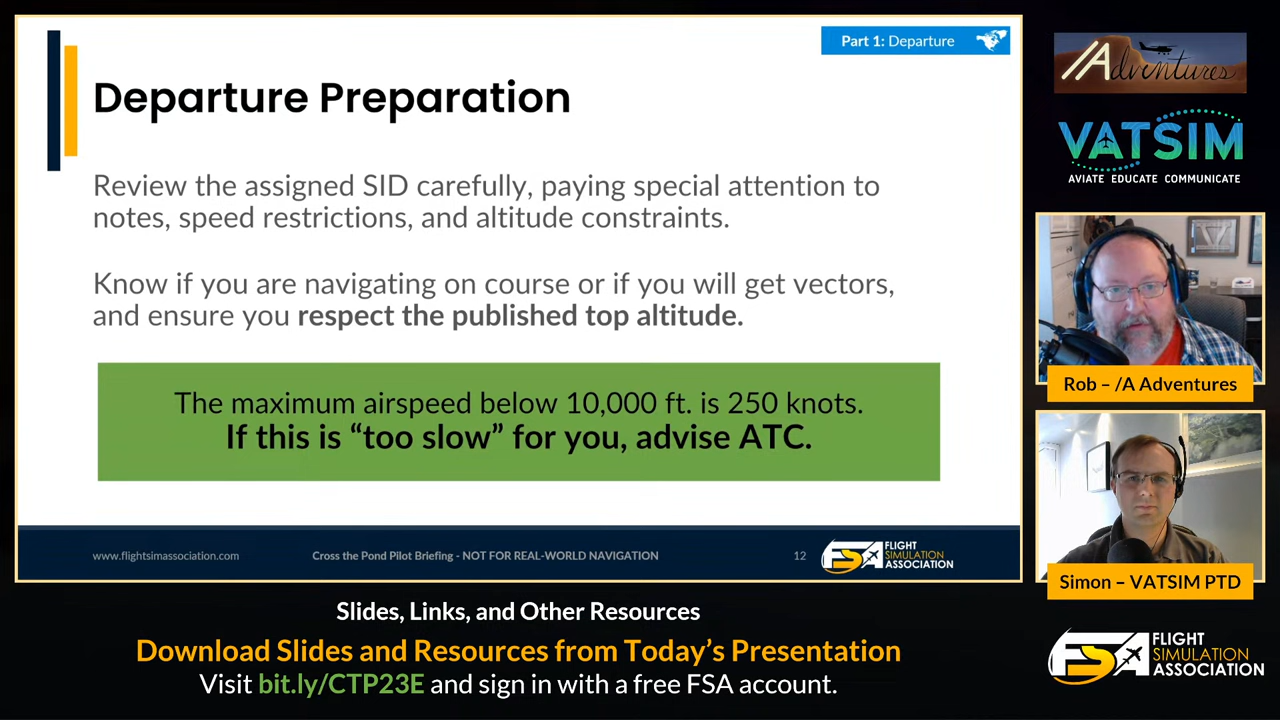 Part 1: Departure
Departure Preparation
Review the assigned SID carefully, paying special attention to
notes, speed restrictions, and altitude constraints.
Know if you are navigating on course or if you will get vectors,
and ensure you respect the published top altitude.
The maximum airspeed below 10,000 ft. is 250 knots.
If this is “too slow” for you, advise ATC.
www.flightsimassociation.com
Cross the Pond Pilot Briefing - NOT FOR REAL-WORLD NAVIGATION
12
FSA FLIGHT
SIMULATION
ASSOCIATION
/Adventures
VATSIM
AVIATE EDUCATE COMMUNICATE
Rob – /A Adventures
Simon – VATSIM PTD
Slides, Links, and Other Resources
Download Slides and Resources from Today’s Presentation
Visit bit.ly/CTP23E and sign in with a free FSA account.
FSA FLIGHT
SIMULATION
ASSOCIATION